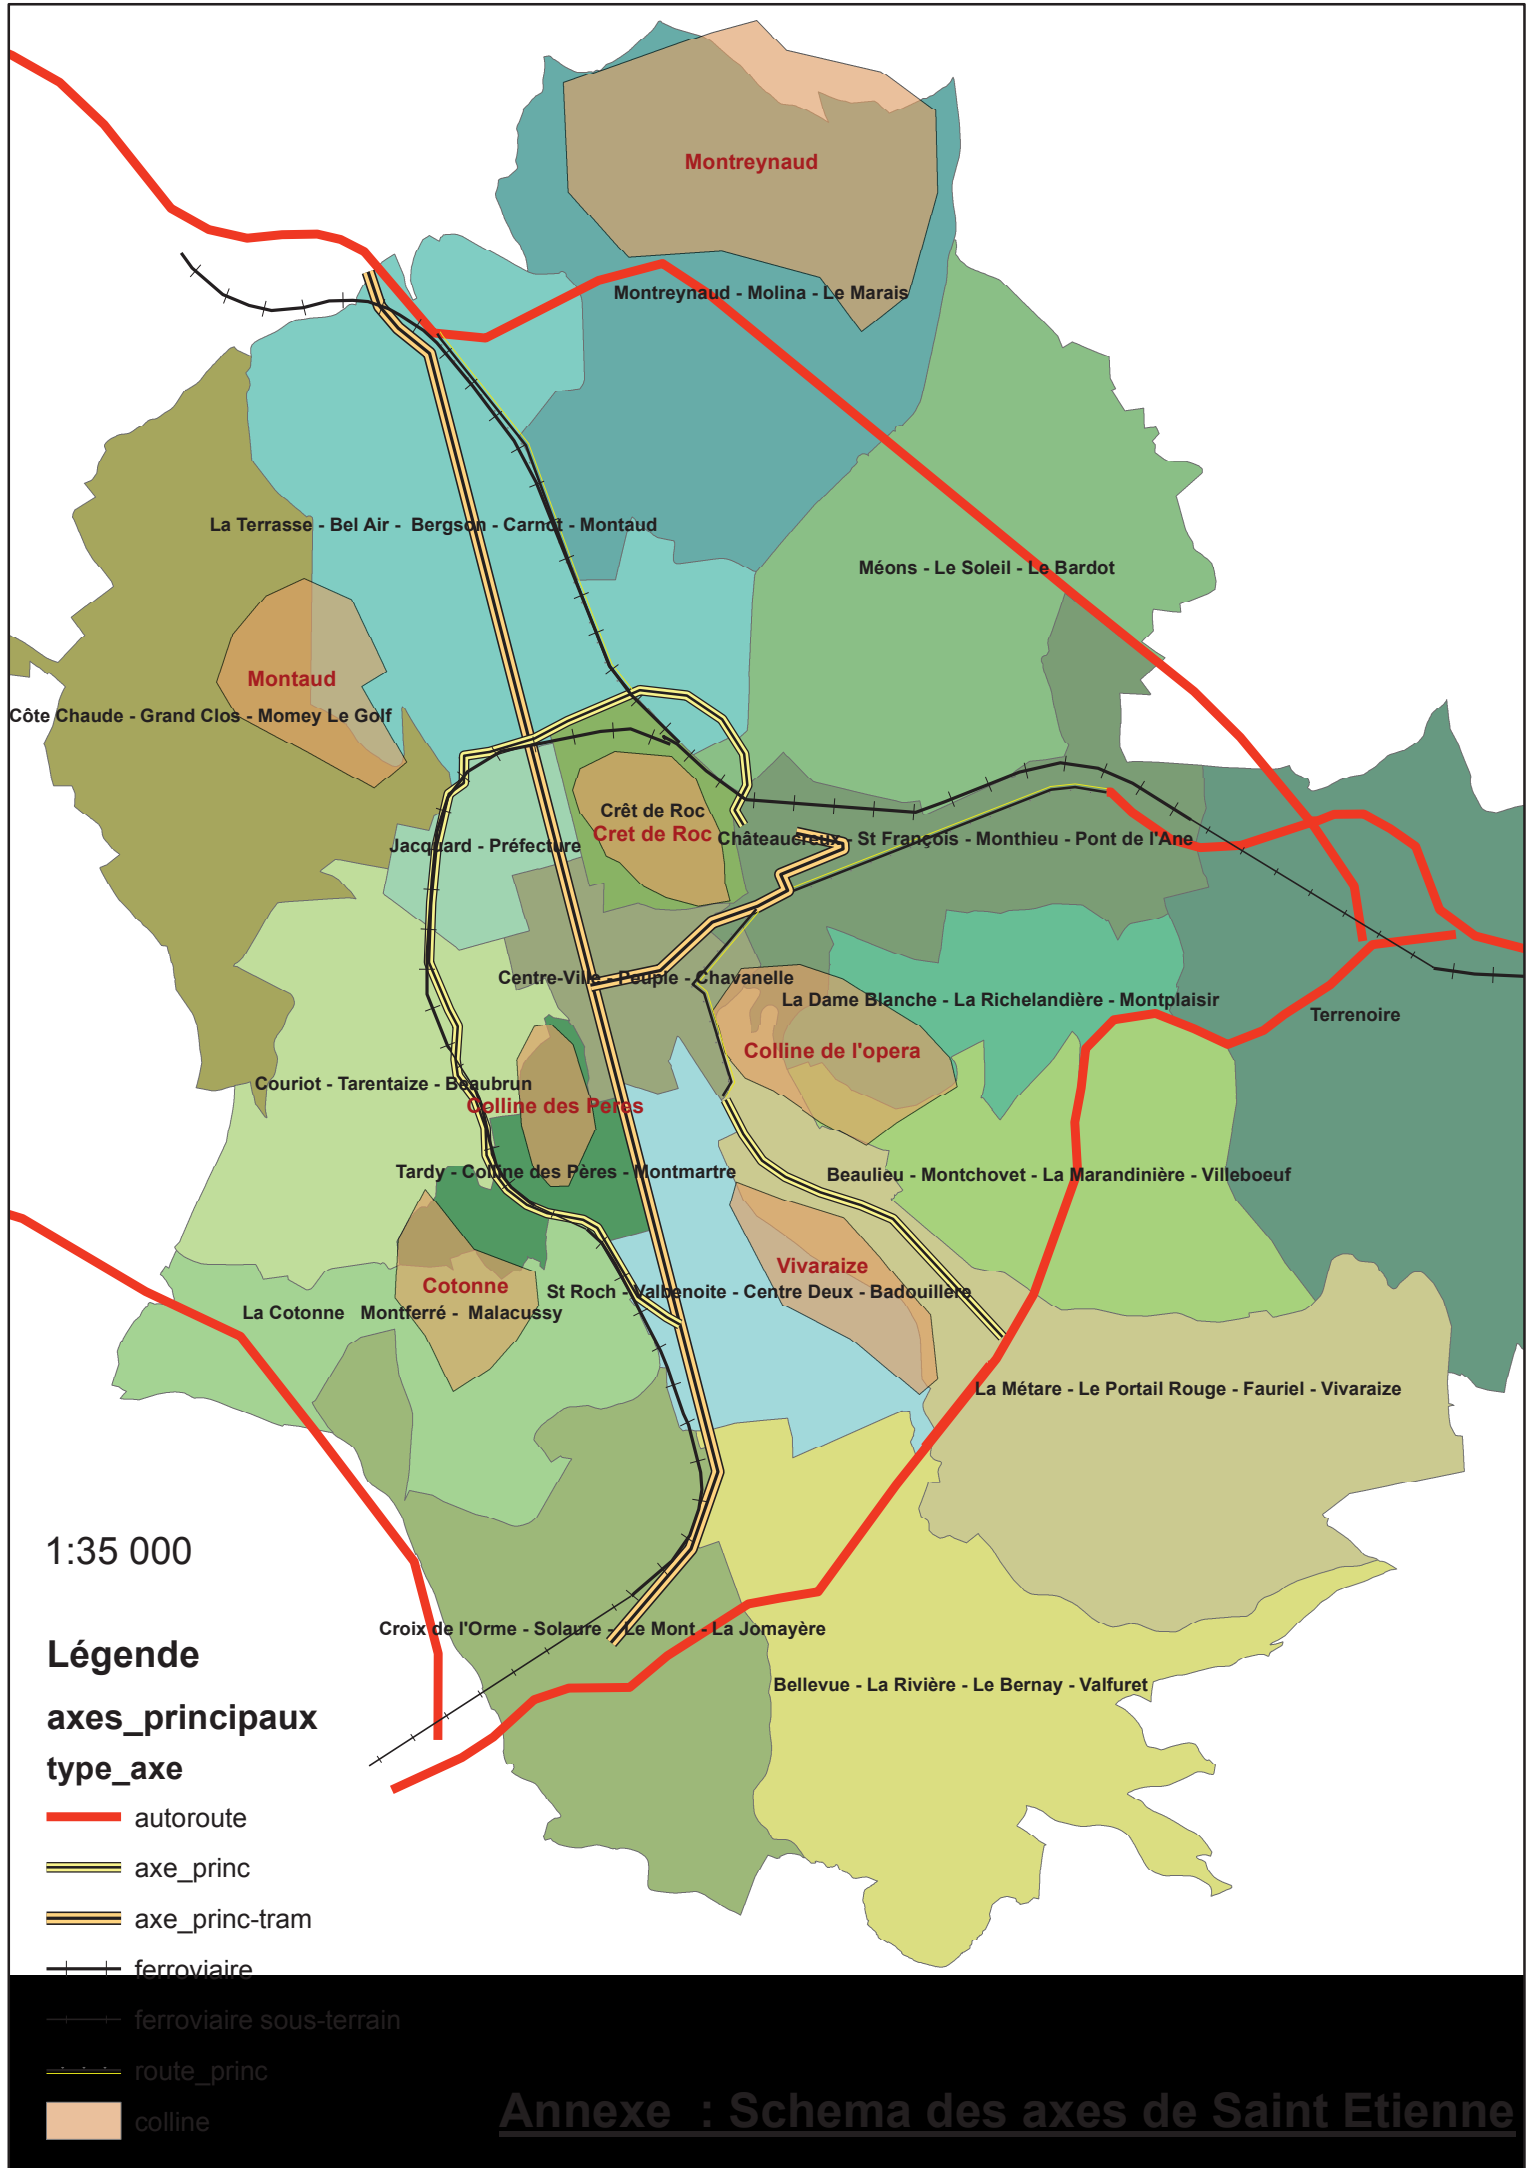 Montreynaud
Montreynaud - Molina - Le Marais
La Terrasse - Bel Air - Bergson - Carnot - Montaud
Méons - Le Soleil - Le Bardot
Montaud
Côte Chaude - Grand Clos - Momey Le Golf
Crêt de Roc
Cret de Roc
Châteaucreux - St François - Monthieu - Pont de l'Ane
Jacquard - Préfecture
Centre-Ville - Peuple - Chavanelle
La Dame Blanche - La Richelandière - Montplaisir
Terrenoire
Colline de l'opera
Couriot - Tarentaize - Beaubrun
Colline des Peres
Tardy - Colline des Pères - Montmartre
Beaulieu - Montchovet - La Marandinière - Villeboeuf
Vivaraize
Cotonne
St Roch - Valbenoite - Centre Deux - Badouillère
La Cotonne Montferré - Malacussy
La Métare - Le Portail Rouge - Fauriel - Vivaraize
1:35 000
Croix de l'Orme - Solaure - Le Mont - La Jomayère
Bellevue - La Rivière - Le Bernay - Valfuret
Légende
axes_principaux
type_axe
autoroute
axe_princ
axe_princ-tram
ferroviaire
ferroviaire sous-terrain
route_princ
colline
Annexe : Schema des axes de Saint Etienne